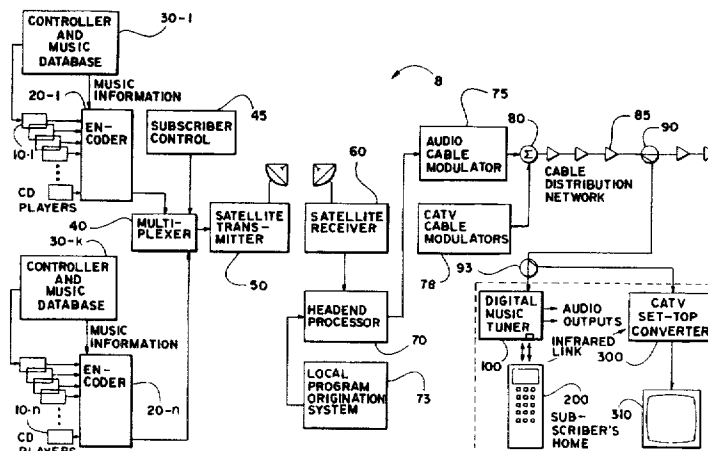 CONTROLLER
AND
MUSIC
DATABASE
30-1
20-1
MUSIC
INFORMATION
EN-
CODER
10-1
CD
PLAYERS
SUBSCRIBER
CONTROL
45
40
MULTI-
PLEXER
SATELLITE
TRANS-
MITTER
50
60
SATELLITE
RECEIVER
HEADEND
PROCESSOR
70
LOCAL
PROGRAM
ORIGINATION
SYSTEM
73
8
75
AUDIO
CABLE
MODULATOR
80
Σ
85
90
CABLE
DISTRIBUTION
NETWORK
CATV
CABLE
MODULATORS
78
93
DIGITAL
MUSIC
TUNER
100
AUDIO
OUTPUTS
INFRARED
LINK
CATV
SET-TOP
CONVERTER
300
200
SUB-
SCRIBER'S
HOME
310
30-k
CONTROLLER
AND MUSIC
DATABASE
MUSIC
INFORMATION
EN-
CODER
10-n
20-n
CD
PLAYERS